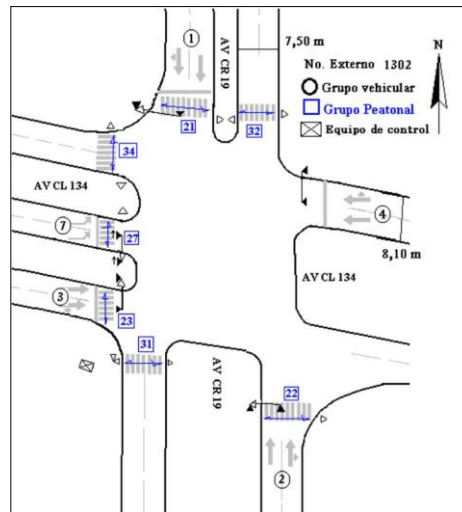 1
AV CR 19
7,50 m
N
No. Externo 1302
Grupo vehicular
Grupo Peatonal
Equipo de control
21
32
34
AV CL 134
7
27
4
8,10 m
AV CL 134
3
23
31
AV CR 19
22
2